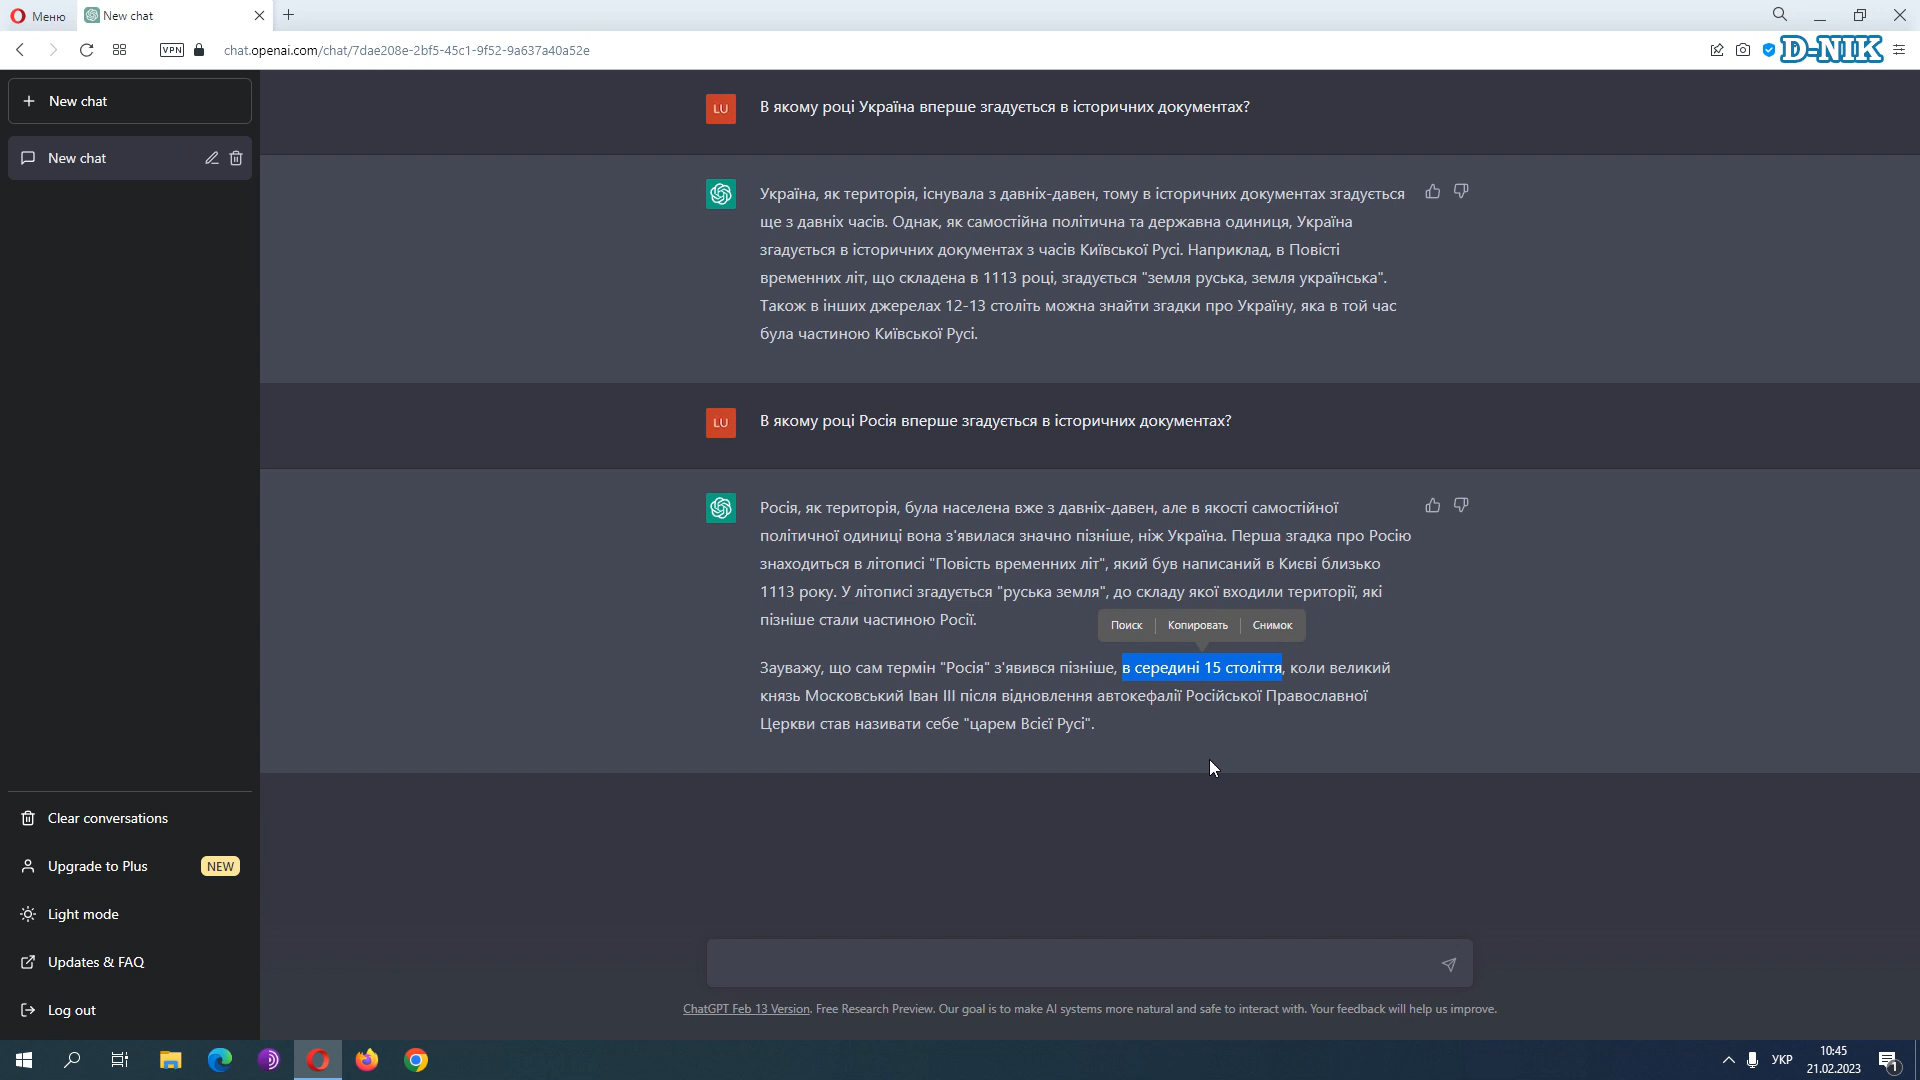 Меню
New chat
VPN
chat.openai.com/chat/7dae208e-2bf5-45c1-9f52-9a637a40a52e
D-NIK
New chat
New chat
LU
В якому році Україна вперше згадується в історичних документах?
Україна, як територія, існувала з давніх-давен, тому в історичних документах згадується
ще з давніх часів. Однак, як самостійна політична та державна одиниця, Україна
згадується в історичних документах з часів Київської Русі. Наприклад, в Повісті
временних літ, що складена в 1113 році, згадується "земля руська, земля українська".
Також в інших джерелах 12-13 століть можна знайти згадки про Україну, яка в той час
була частиною Київської Русі.
LU
В якому році Росія вперше згадується в історичних документах?
Росія, як територія, була населена вже з давніх-давен, але в якості самостійної
політичної одиниці вона з'явилася значно пізніше, ніж Україна. Перша згадка про Росію
знаходиться в літописі "Повість временних літ", який був написаний в Києві близько
1113 року. У літописі згадується "руська земля", до складу якої входили території, які
пізніше стали частиною Росії.
Поиск
Копировать
Снимок
Зауважу, що сам термін "Росія" з'явився пізніше, в середині 15 століття, коли великий
князь Московський Іван III після відновлення автокефалії Російської Православної
Церкви став називати себе "царем Всієї Русі".
Clear conversations
Upgrade to Plus
NEW
Light mode
Updates & FAQ
Log out
ChatGPT Feb 13 Version. Free Research Preview. Our goal is to make AI systems more natural and safe to interact with. Your feedback will help us improve.
УКР
10:45
21.02.2023
1